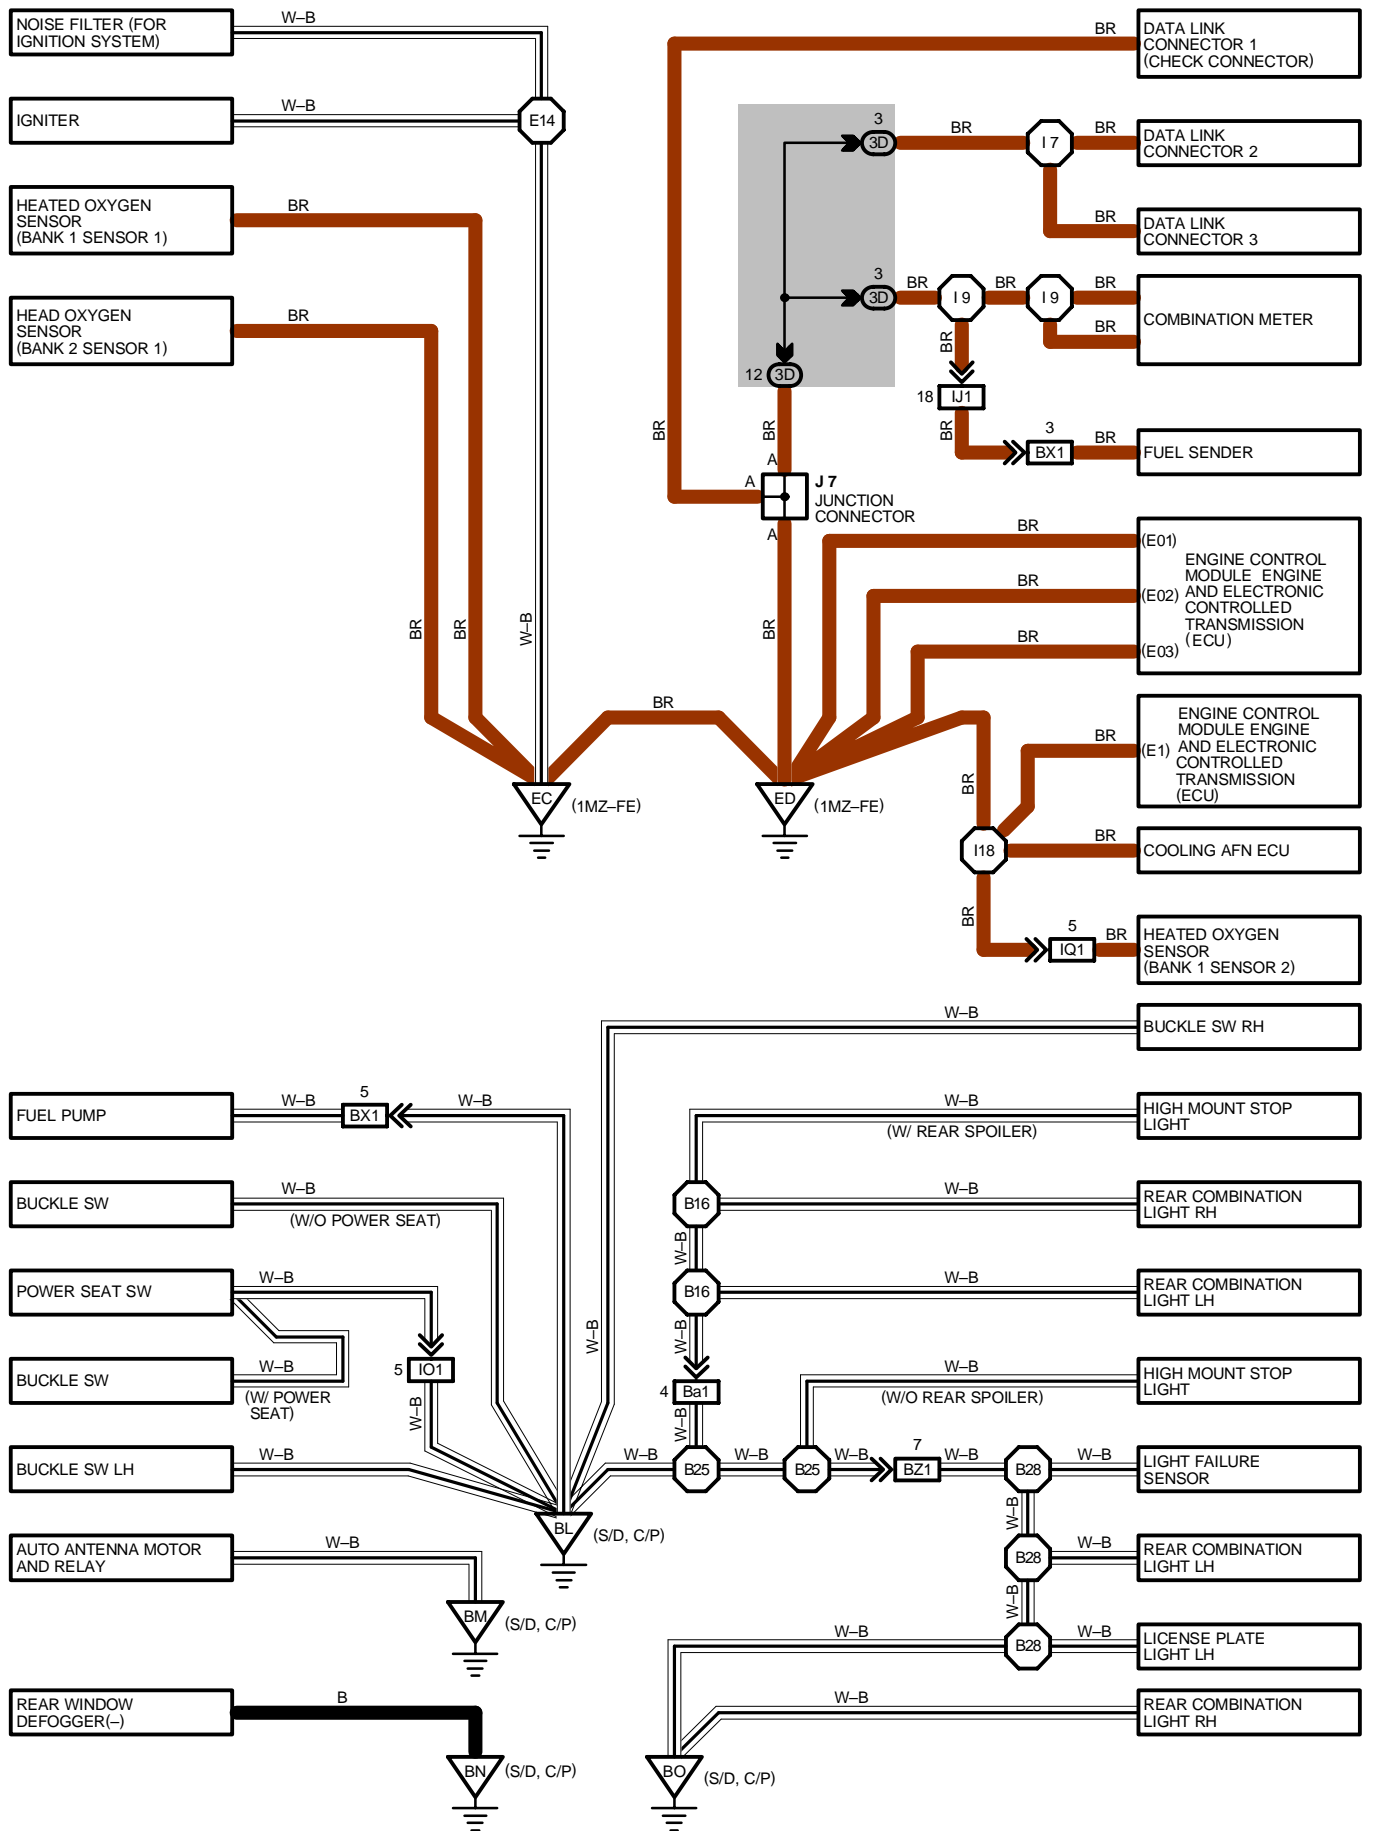 NOISE FILTER (FOR
IGNITION SYSTEM)
W–B
IGNITER
W–B
E14
HEATED OXYGEN
SENSOR
(BANK 1 SENSOR 1)
BR
HEAD OXYGEN
SENSOR
(BANK 2 SENSOR 1)
BR
BR
BR
W–B
BR
EC
(1MZ–FE)
BR
DATA LINK
CONNECTOR 1
(CHECK CONNECTOR)
3
3D
BR
I 7
BR
DATA LINK
CONNECTOR 2
BR
DATA LINK
CONNECTOR 3
3
3D
BR
I 9
BR
I 9
BR
BR
COMBINATION METER
BR
12
3D
18
IJ1
BR
3
BX1
BR
FUEL SENDER
BR
BR
A
A
J 7
JUNCTION
CONNECTOR
A
BR
BR
(E01)
BR
(E02)
BR
(E03)
ENGINE CONTROL
MODULE  ENGINE
AND ELECTRONIC
CONTROLLED
TRANSMISSION
(ECU)
ED
(1MZ–FE)
BR
BR
(E1)
ENGINE CONTROL
MODULE ENGINE
AND ELECTRONIC
CONTROLLED
TRANSMISSION
(ECU)
I18
BR
COOLING AFN ECU
BR
5
IQ1
BR
HEATED OXYGEN
SENSOR
(BANK 1 SENSOR 2)
W–B
BUCKLE SW RH
FUEL PUMP
W–B
5
BX1
W–B
BUCKLE SW
W–B
(W/O POWER SEAT)
POWER SEAT SW
W–B
BUCKLE SW
W–B
(W/ POWER
SEAT)
5
IO1
W–B
BUCKLE SW LH
W–B
W–B
BL
(S/D, C/P)
W–B
(W/ REAR SPOILER)
HIGH MOUNT STOP
LIGHT
B16
W–B
REAR COMBINATION
LIGHT RH
W–B
B16
W–B
REAR COMBINATION
LIGHT LH
W–B
4
Ba1
W–B
W–B
(W/O REAR SPOILER)
HIGH MOUNT STOP
LIGHT
W–B
B25
W–B
B25
W–B
7
BZ1
W–B
B28
W–B
LIGHT FAILURE
SENSOR
W–B
B28
W–B
REAR COMBINATION
LIGHT LH
W–B
B28
W–B
LICENSE PLATE
LIGHT LH
W–B
W–B
REAR COMBINATION
LIGHT RH
BO
(S/D, C/P)
AUTO ANTENNA MOTOR
AND RELAY
W–B
BM
(S/D, C/P)
REAR WINDOW
DEFOGGER(–)
B
BN
(S/D, C/P)